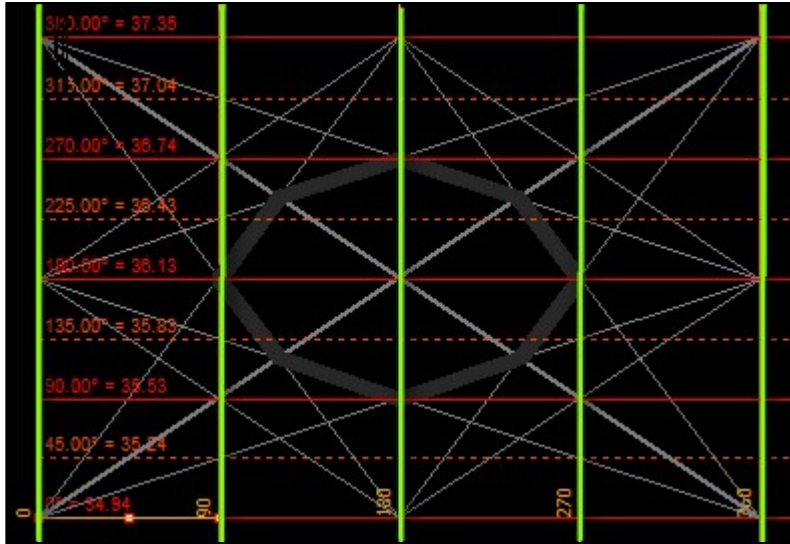 360.00° = 37.35
315.00° = 37.04
270.00° = 36.74
225.00° = 36.43
180.00° = 36.13
135.00° = 35.83
90.00° = 35.53
45.00° = 35.24
= 34.94
0
90
180
270
360